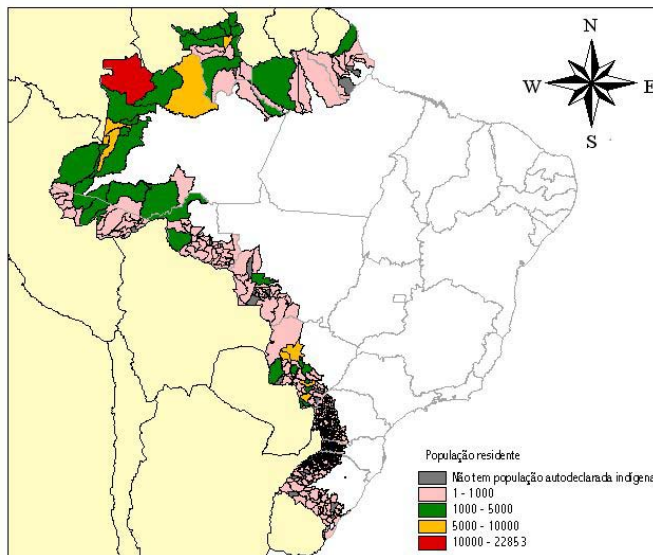 N
W E
S
População residente
Não tem população autodeclarada indígena
1 - 1000
1000 - 5000
5000 - 10000
10000 - 22853